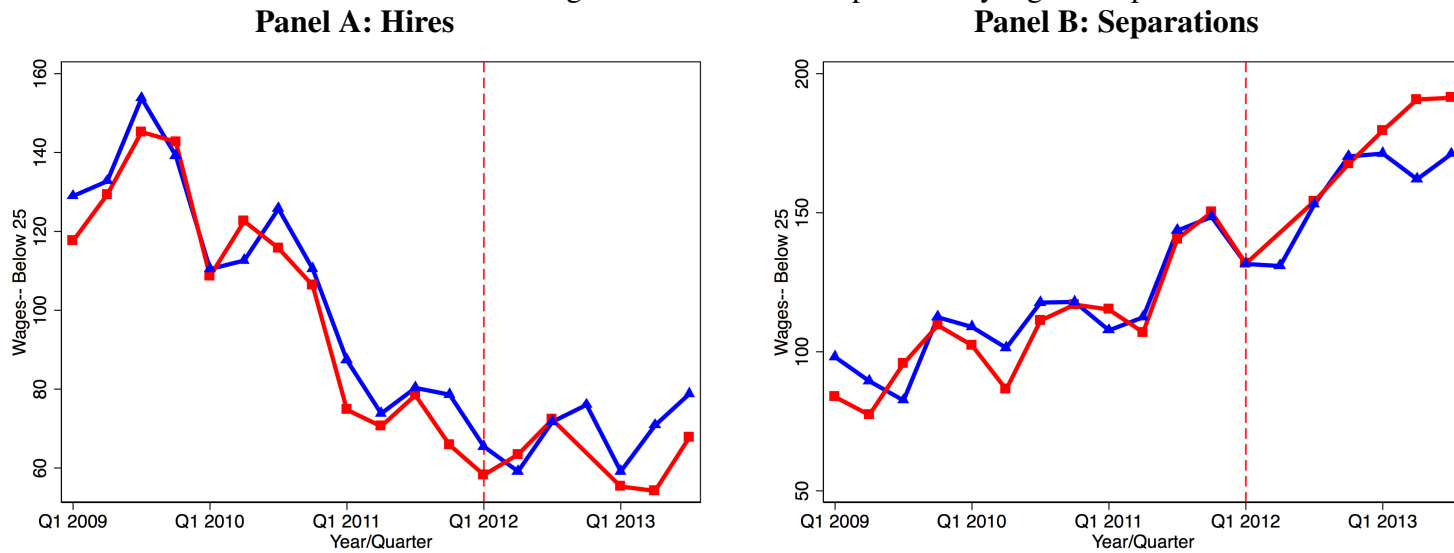 Panel A: Hires
Panel B: Separations
160
140
120
100
80
60
Wages-- Below 25
Q1 2009
Q1 2010
Q1 2011
Q1 2012
Q1 2013
Year/Quarter
200
150
100
50
Wages-- Below 25
Q1 2009
Q1 2010
Q1 2011
Q1 2012
Q1 2013
Year/Quarter